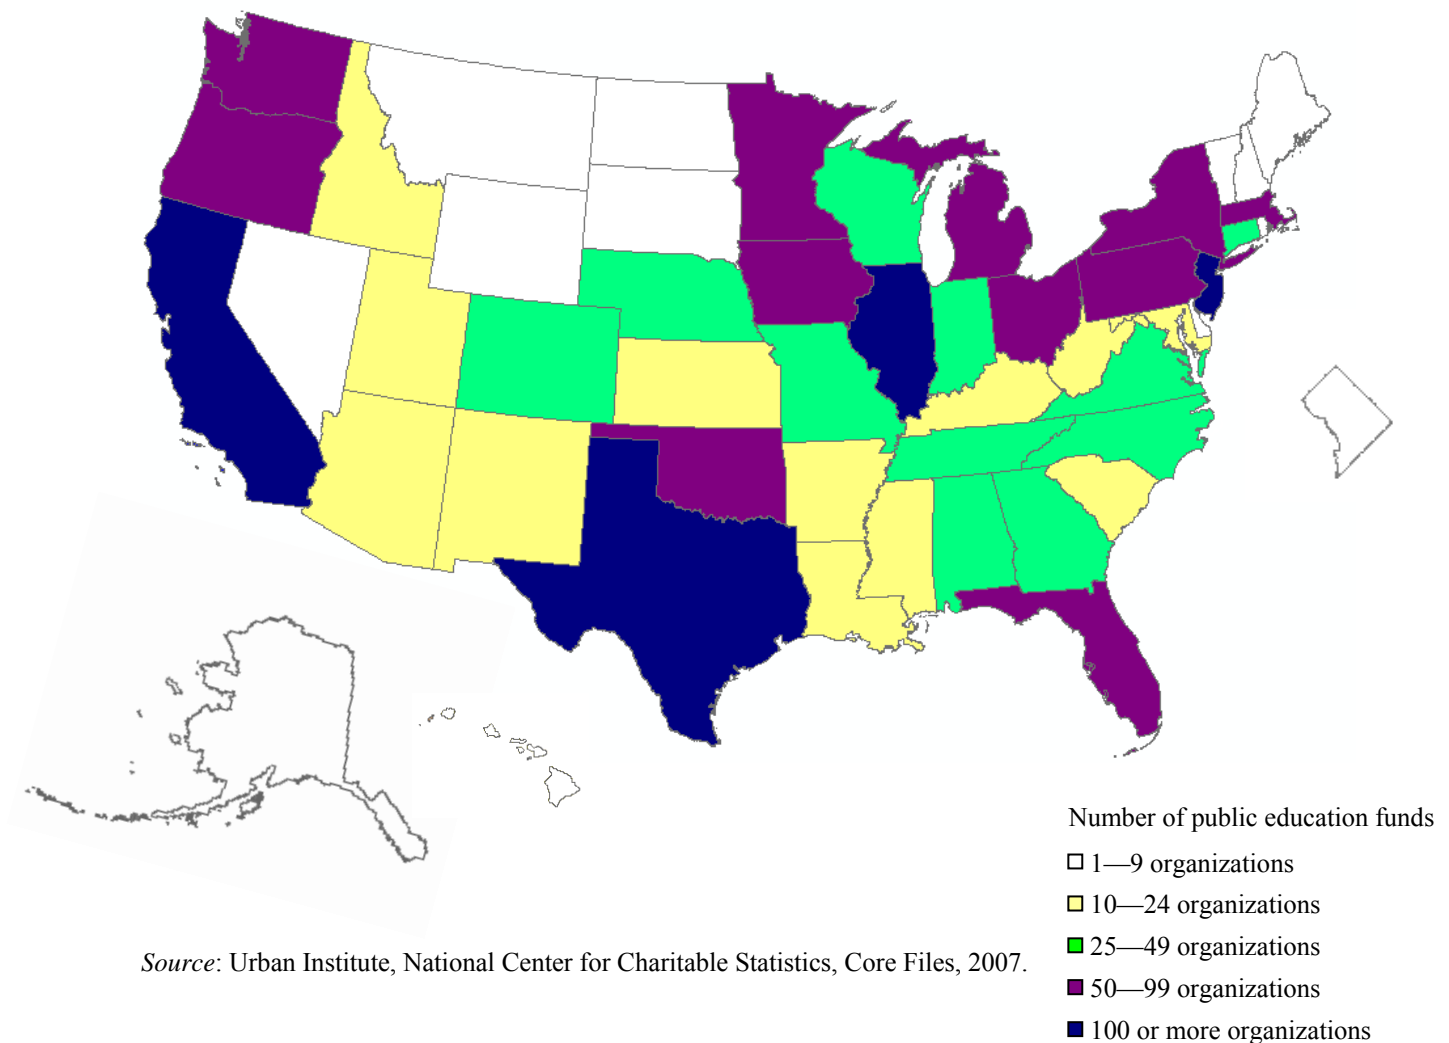 Number of public education funds
1—9 organizations
10—24 organizations
25—49 organizations
50—99 organizations
100 or more organizations
Source: Urban Institute, National Center for Charitable Statistics, Core Files, 2007.